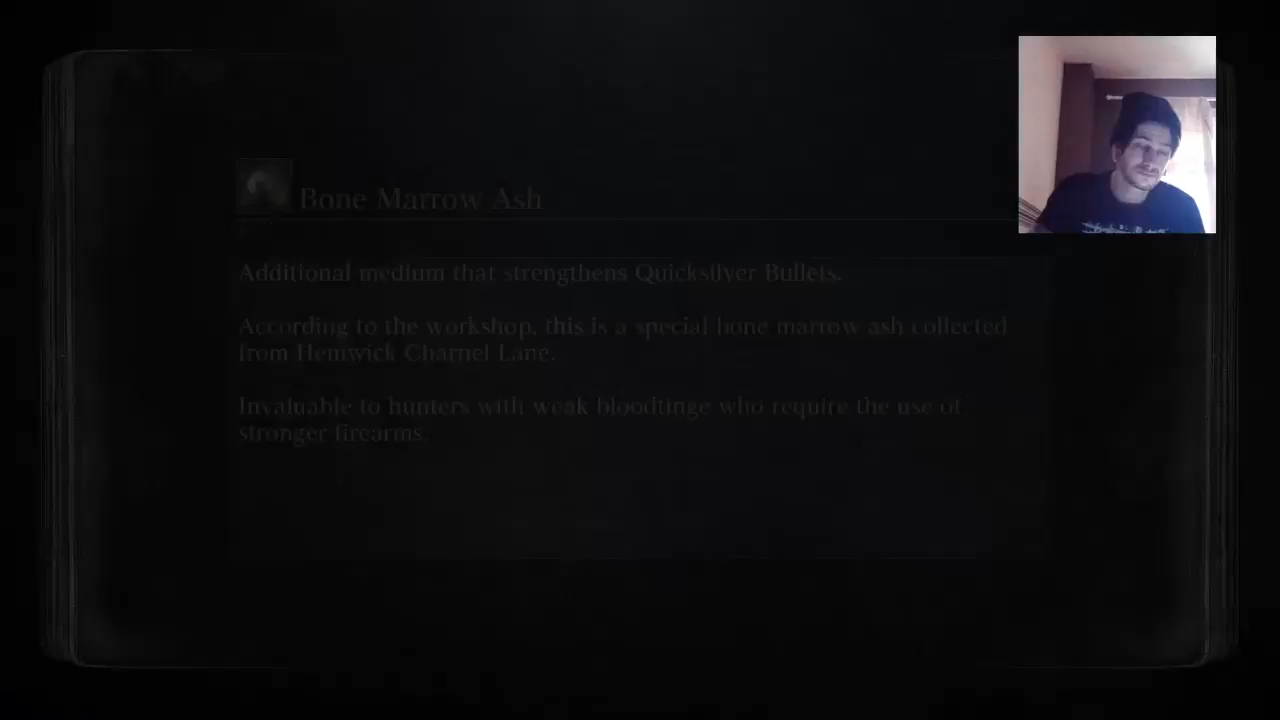 Bone Marrow Ash
Additional medium that strengthens Quicksilver Bullets.
According to the workshop, this is a special bone marrow ash collected
from Hemwick Charnel Lane.
Invaluable to hunters with weak bloodtinge who require the use of
stronger firearms.